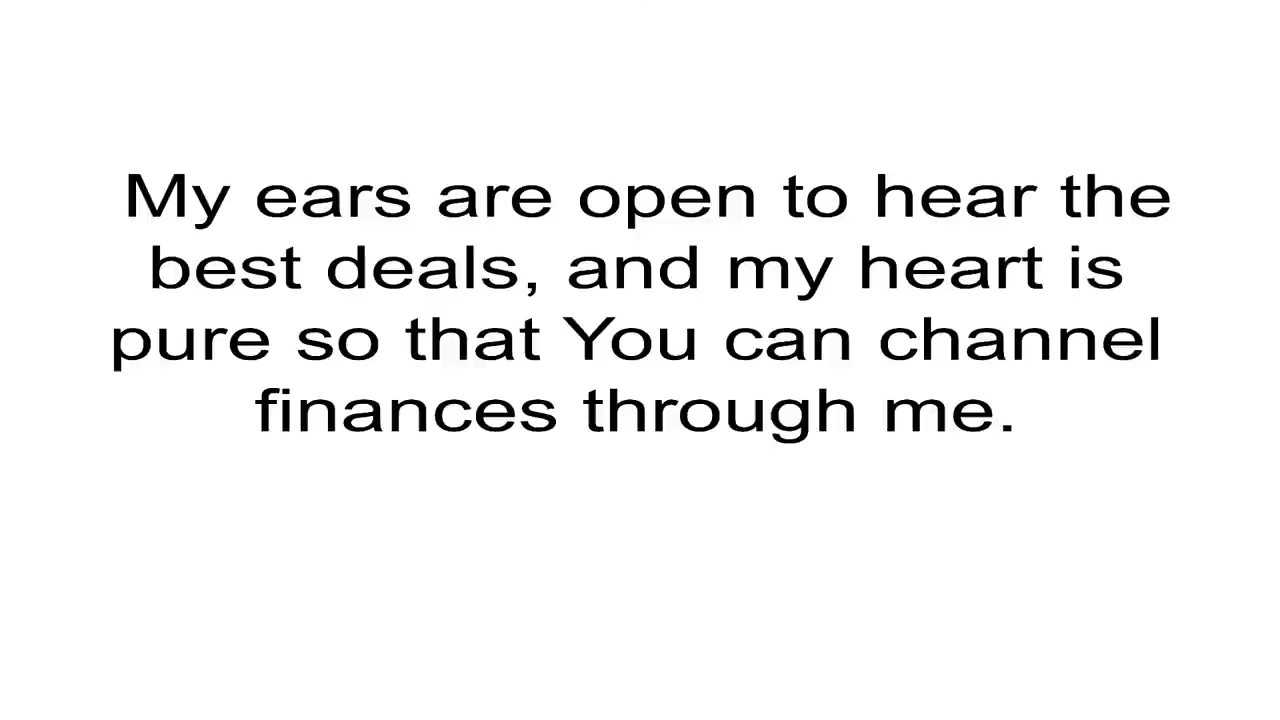 My ears are open to hear the
best deals, and my heart is
pure so that You can channel
finances through me.